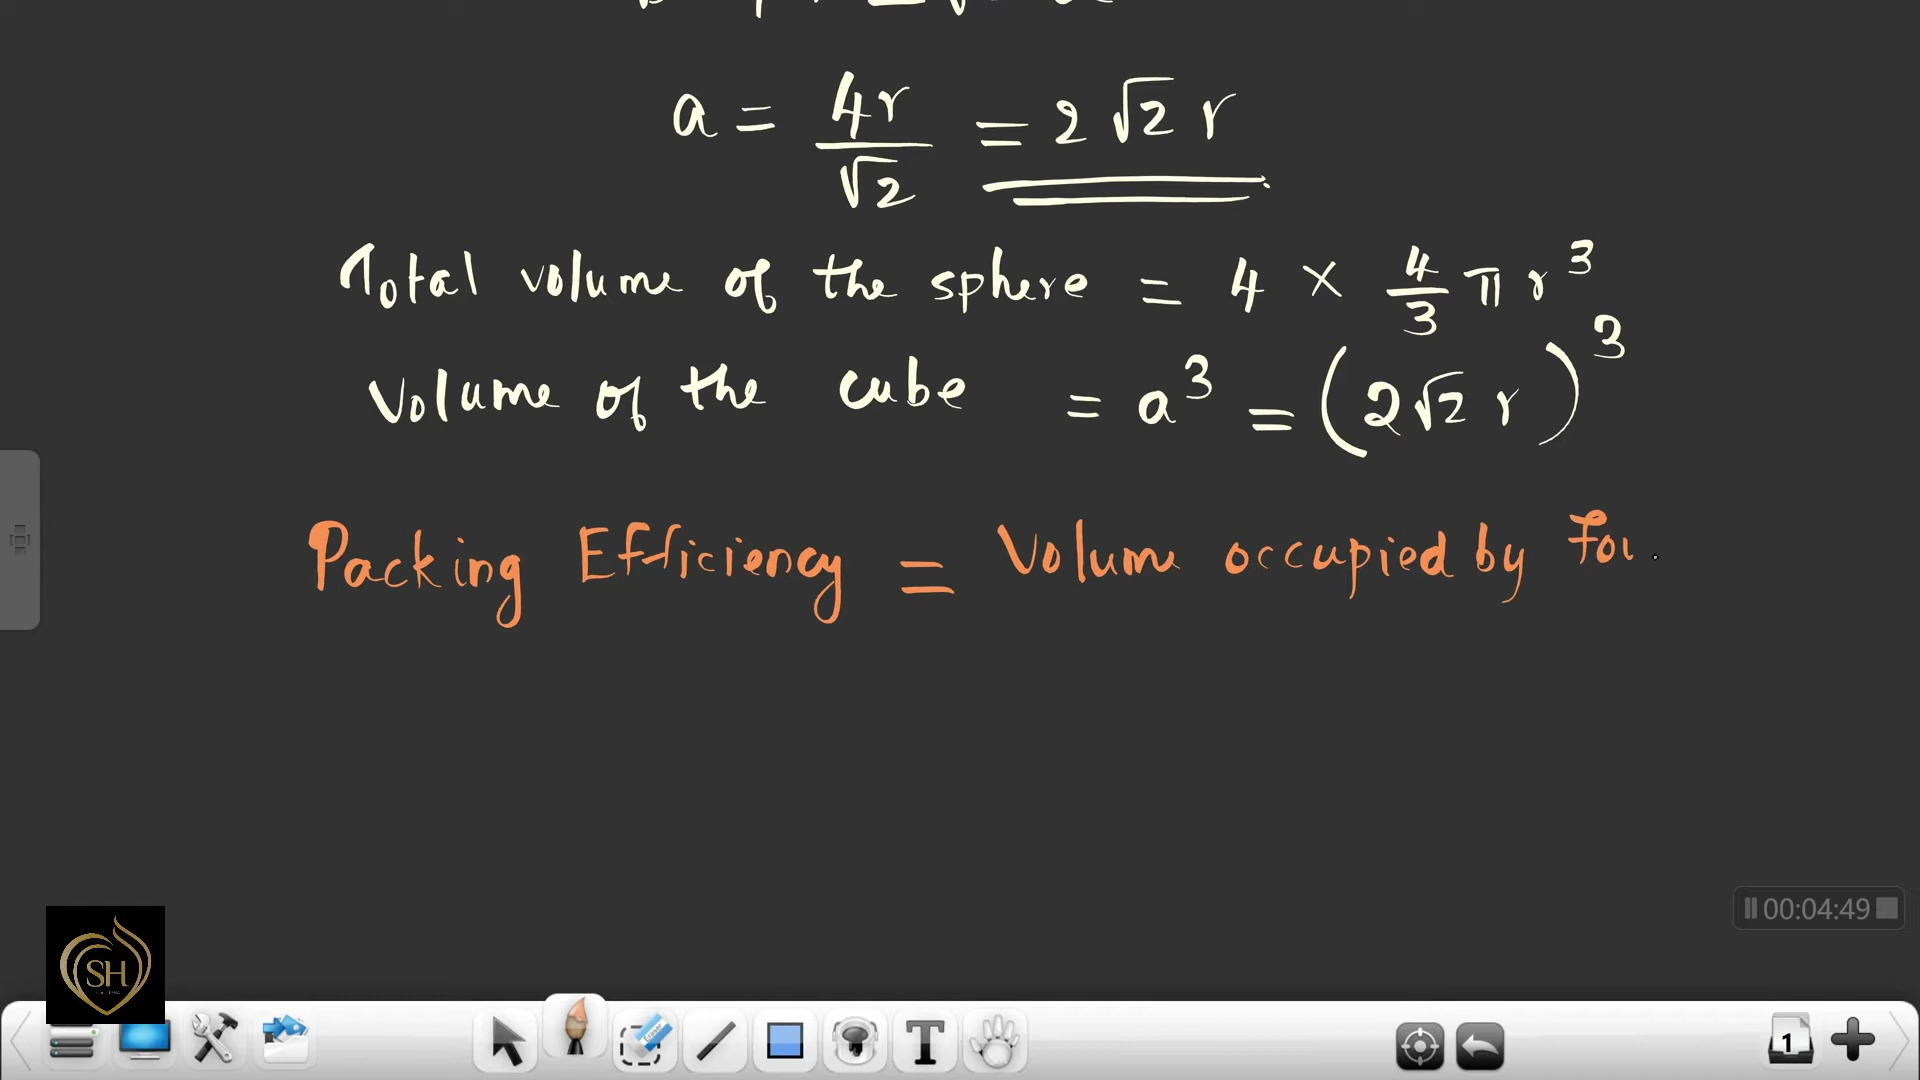 a = 4r/√2 = 2√2 r
Total volume of the sphere = 4 × 4/3 π r³
Volume of the cube = a³ = (2√2 r)³
Packing Efficiency = Volume occupied by Fou
00:04:49
SH
T
1